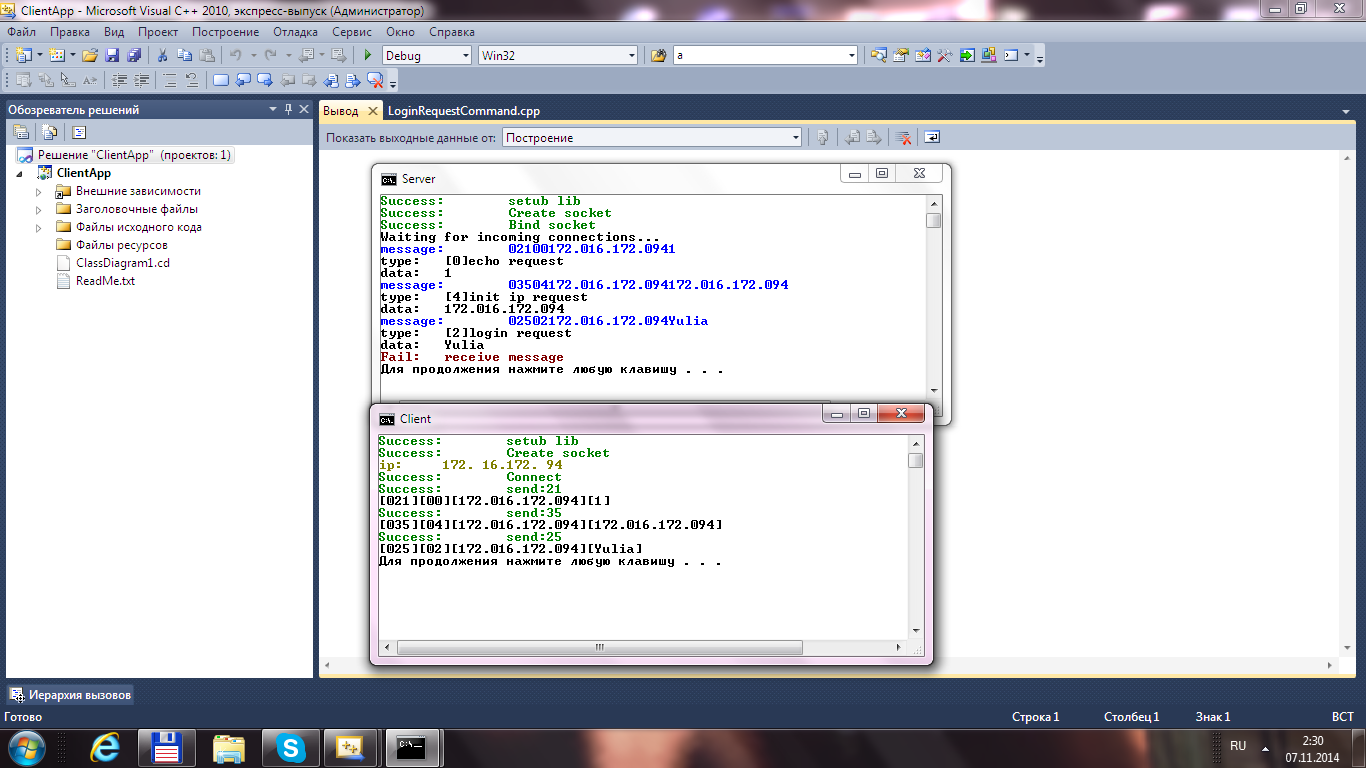 ClientApp - Microsoft Visual C++ 2010, экспресс-выпуск (Администратор)
Файл Правка Вид Проект Построение Отладка Сервис Окно Справка
Debug Win32 a
Обозреватель решений
Вывод LoginRequestCommand.cpp
Показать выходные данные от: Построение
Решение "ClientApp" (проектов: 1)
ClientApp
Внешние зависимости
Заголовочные файлы
Файлы исходного кода
Файлы ресурсов
ClassDiagram1.cd
ReadMe.txt
Server
Success: setub lib
Success: Create socket
Success: Bind socket
Waiting for incoming connections...
message: 02100172.016.172.0941
type: [0]echo request
data: 1
message: 03504172.016.172.094172.016.172.094
type: [4]init ip request
data: 172.016.172.094
message: 02502172.016.172.094Yulia
type: [2]login request
data: Yulia
Fail: receive message
Для продолжения нажмите любую клавишу . . .
Client
Success: setub lib
Success: Create socket
ip: 172. 16.172. 94
Success: Connect
Success: send:21
[021][00][172.016.172.094][1]
Success: send:35
[035][04][172.016.172.094][172.016.172.094]
Success: send:25
[025][02][172.016.172.094][Yulia]
Для продолжения нажмите любую клавишу . . .
Иерархия вызовов
Готово Строка 1 Столбец 1 Знак 1 ВСТ
RU 2:30
07.11.2014